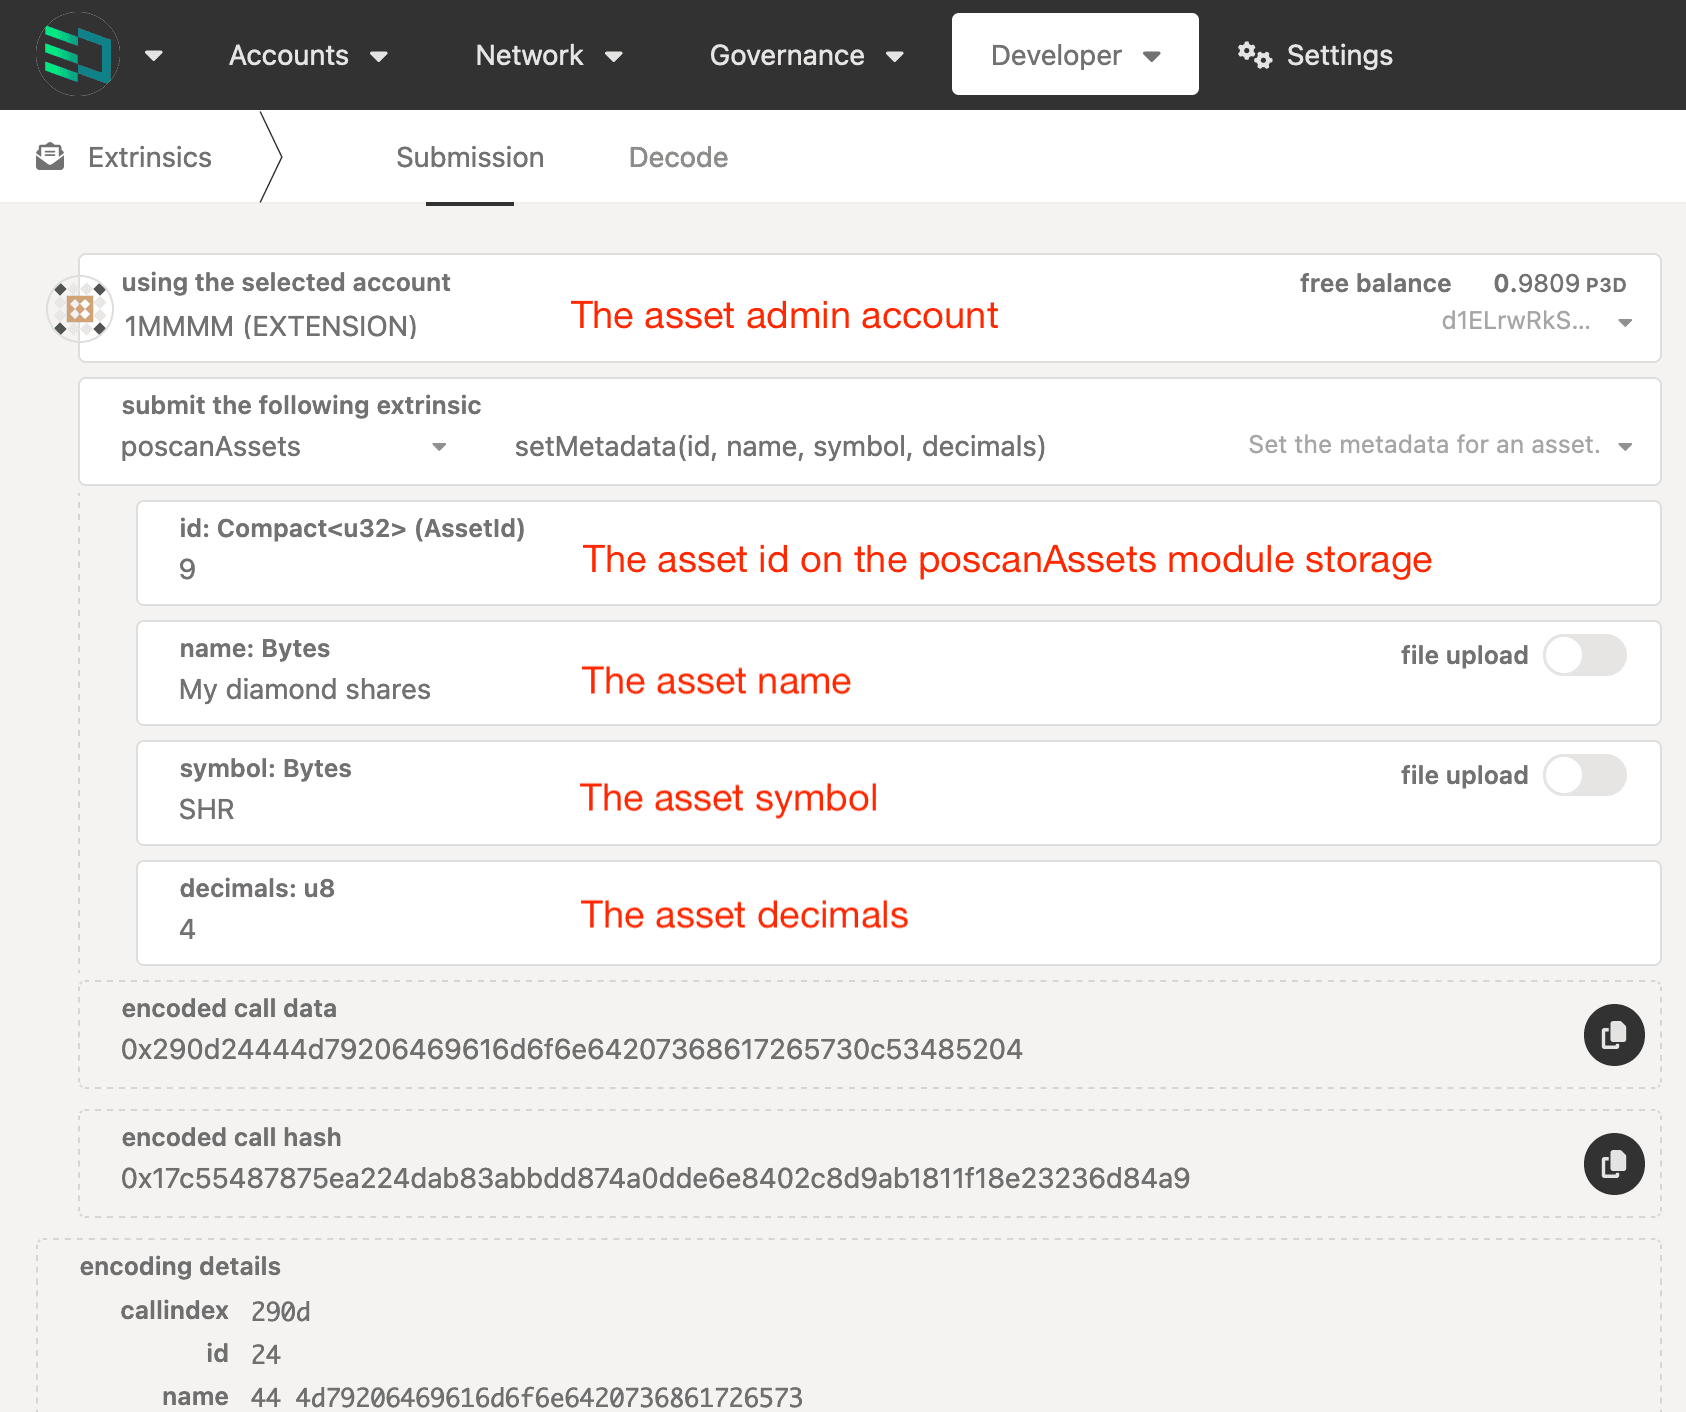 Accounts Network Governance Developer Settings
Extrinsics Submission Decode
using the selected account
1MMMM (EXTENSION)
The asset admin account
free balance 0.9809 P3D
d1ELrwRkS...
submit the following extrinsic
poscanAssets setMetadata(id, name, symbol, decimals) Set the metadata for an asset.
id: Compact<u32> (AssetId)
9
The asset id on the poscanAssets module storage
name: Bytes
My diamond shares
The asset name
file upload
symbol: Bytes
SHR
The asset symbol
file upload
decimals: u8
4
The asset decimals
encoded call data
0x290d24444d79206469616d6f6e64207368617265730c53485204
encoded call hash
0x17c55487875ea224dab83abbdd874a0dde6e8402c8d9ab1811f18e23236d84a9
encoding details
callindex 290d
id 24
name 44 4d79206469616d6f6e6420736861726573